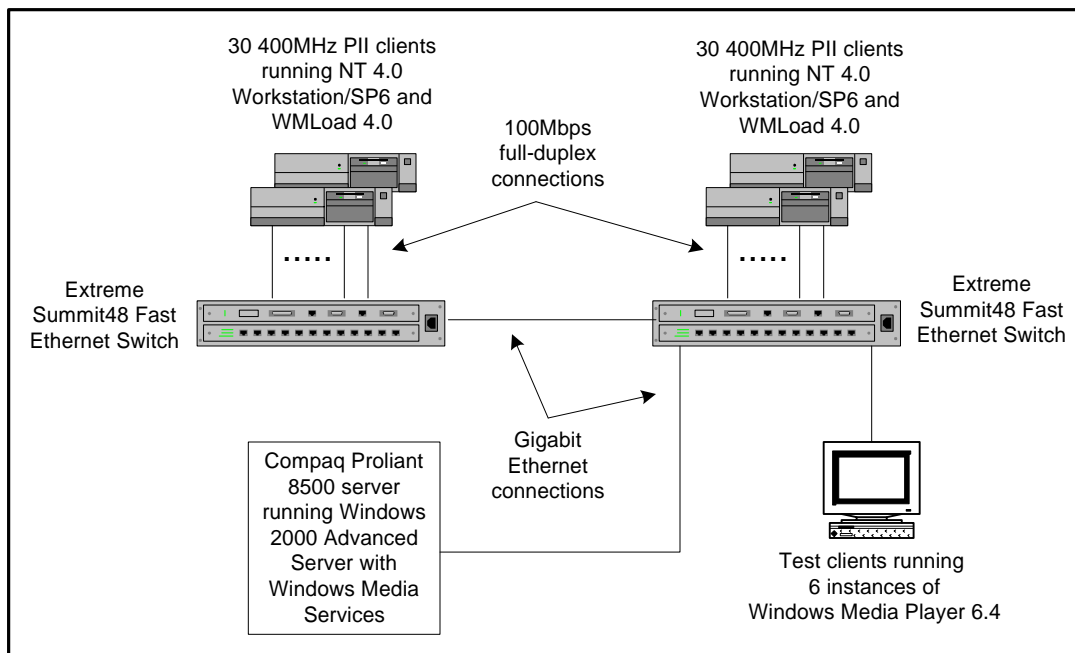 30 400MHz PII clients
running NT 4.0
Workstation/SP6 and
WMLoad 4.0
30 400MHz PII clients
running NT 4.0
Workstation/SP6 and
WMLoad 4.0
100Mbps
full-duplex
connections
Extreme
Summit48 Fast
Ethernet Switch
Extreme
Summit48 Fast
Ethernet Switch
Gigabit
Ethernet
connections
Compaq Proliant
8500 server
running Windows
2000 Advanced
Server with
Windows Media
Services
Test clients running
6 instances of
Windows Media Player 6.4